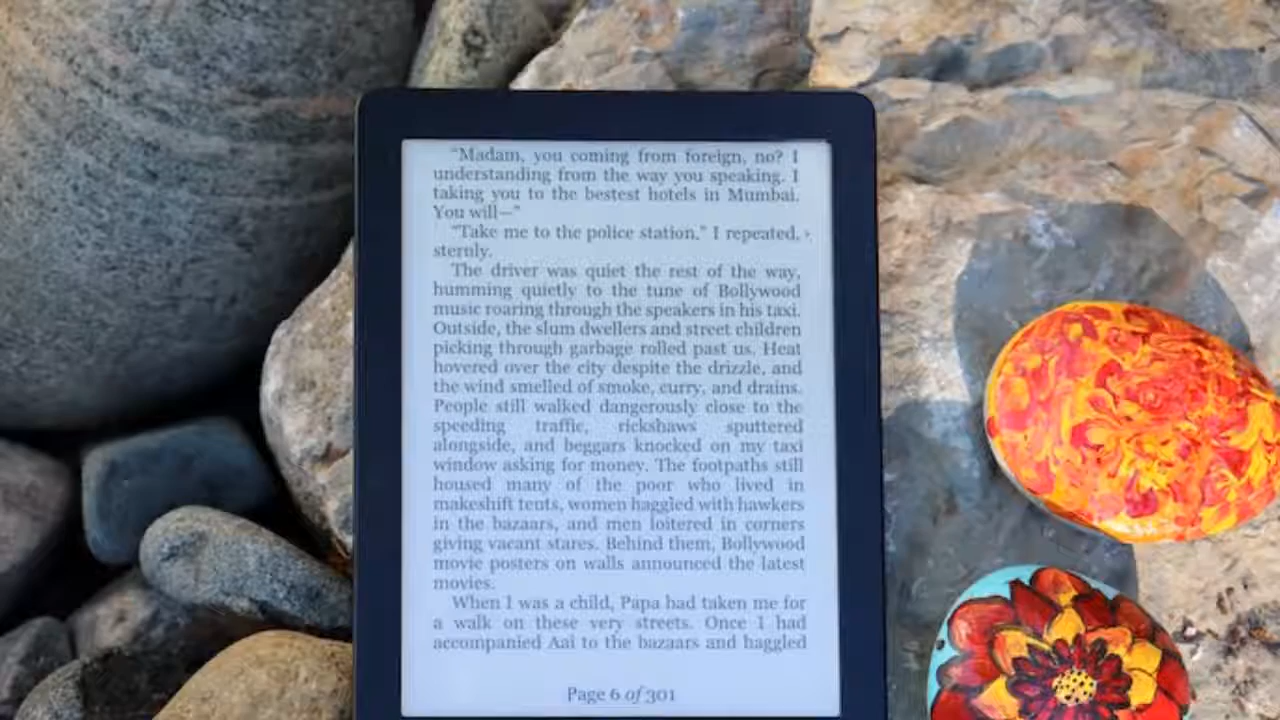 "Madam, you coming from foreign, no? I
understanding from the way you speaking. I
taking you to the bestest hotels in Mumbai.
You will—"
"Take me to the police station," I repeated,
sternly.
The driver was quiet the rest of the way,
humming quietly to the tune of Bollywood
music roaring through the speakers in his taxi.
Outside, the slum dwellers and street children
picking through garbage rolled past us. Heat
hovered over the city despite the drizzle, and
the wind smelled of smoke, curry, and drains.
People still walked dangerously close to the
speeding traffic, rickshaws sputtered
alongside, and beggars knocked on my taxi
window asking for money. The footpaths still
housed many of the poor who lived in
makeshift tents, women haggled with hawkers
in the bazaars, and men loitered in corners
giving vacant stares. Behind them, Bollywood
movie posters on walls announced the latest
movies.
When I was a child, Papa had taken me for
a walk on these very streets. Once I had
accompanied Aai to the bazaars and haggled
Page 6 of 301